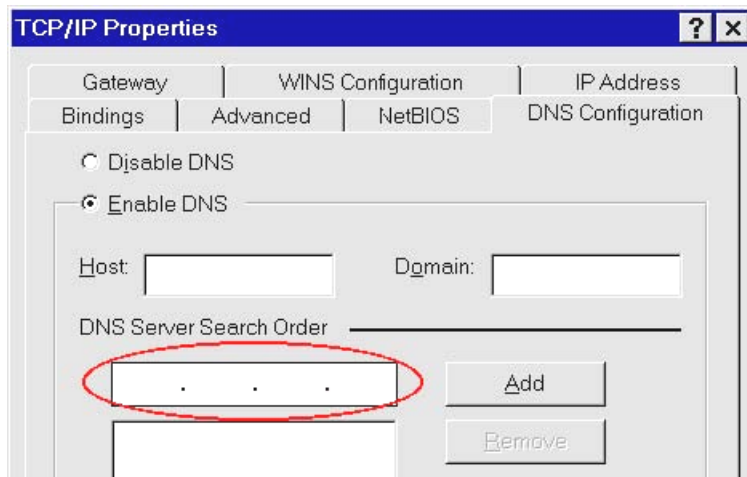 TCP/IP Properties
Gateway WINS Configuration IP Address
Bindings Advanced NetBIOS DNS Configuration
Disable DNS
Enable DNS
Host: Domain:
DNS Server Search Order
. . . Add
Remove